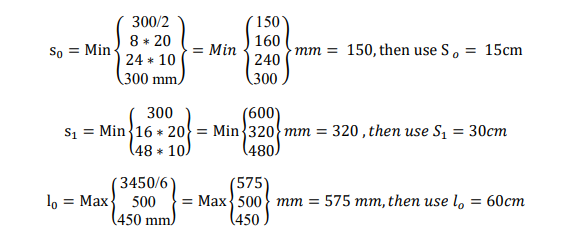 s₀ = Min { 300/2 8 * 20 24 * 10 300 mm } = Min { 150 160 240 300 } mm = 150, then use S ₒ = 15cm
s₁ = Min { 300 16 * 20 48 * 10 } = Min { 600 320 480 } mm = 320 , then use S₁ = 30cm
l₀ = Max { 3450/6 500 450 mm } = Max { 575 500 450 } mm = 575 mm, then use lₒ = 60cm